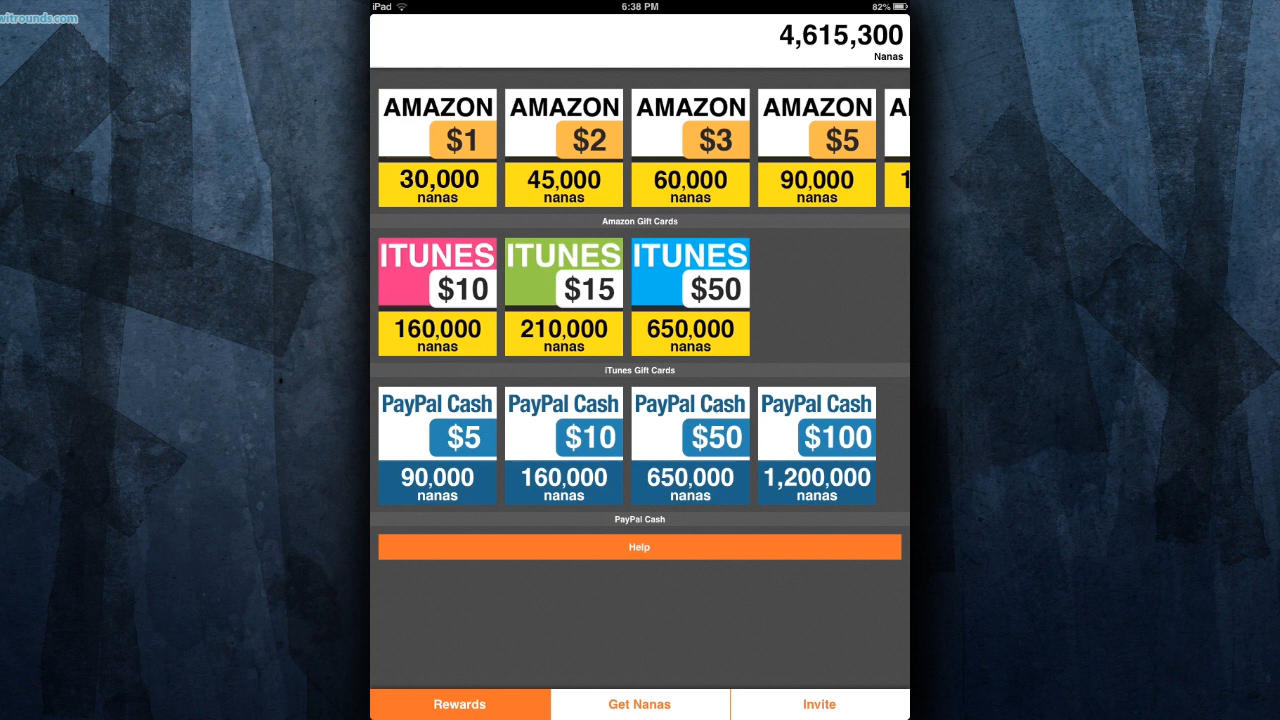 witrounds.com
iPad 6:38 PM 82%
4,615,300
Nanas
AMAZON AMAZON AMAZON AMAZON
$1 $2 $3 $5
30,000 45,000 60,000 90,000
nanas nanas nanas nanas
Amazon Gift Cards
ITUNES ITUNES ITUNES
$10 $15 $50
160,000 210,000 650,000
nanas nanas nanas
iTunes Gift Cards
PayPal Cash PayPal Cash PayPal Cash PayPal Cash
$5 $10 $50 $100
90,000 160,000 650,000 1,200,000
nanas nanas nanas nanas
PayPal Cash
Help
Rewards Get Nanas Invite